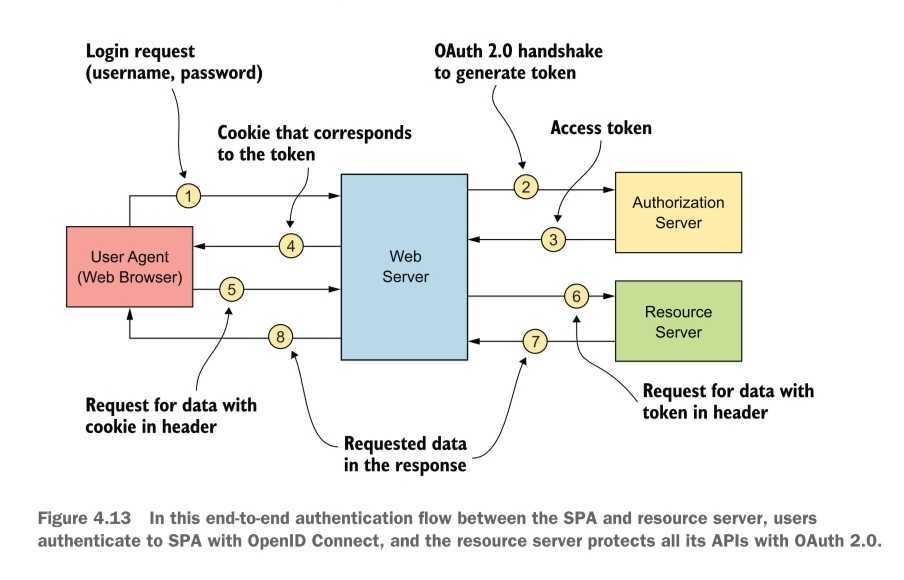 Login request
(username, password)
OAuth 2.0 handshake
to generate token
Cookie that corresponds
to the token
Access token
1
2
3
4
5
6
7
8
User Agent
(Web Browser)
Web
Server
Authorization
Server
Resource
Server
Request for data with
cookie in header
Requested data
in the response
Request for data with
token in header
Figure 4.13 In this end-to-end authentication flow between the SPA and resource server, users
authenticate to SPA with OpenID Connect, and the resource server protects all its APIs with OAuth 2.0.